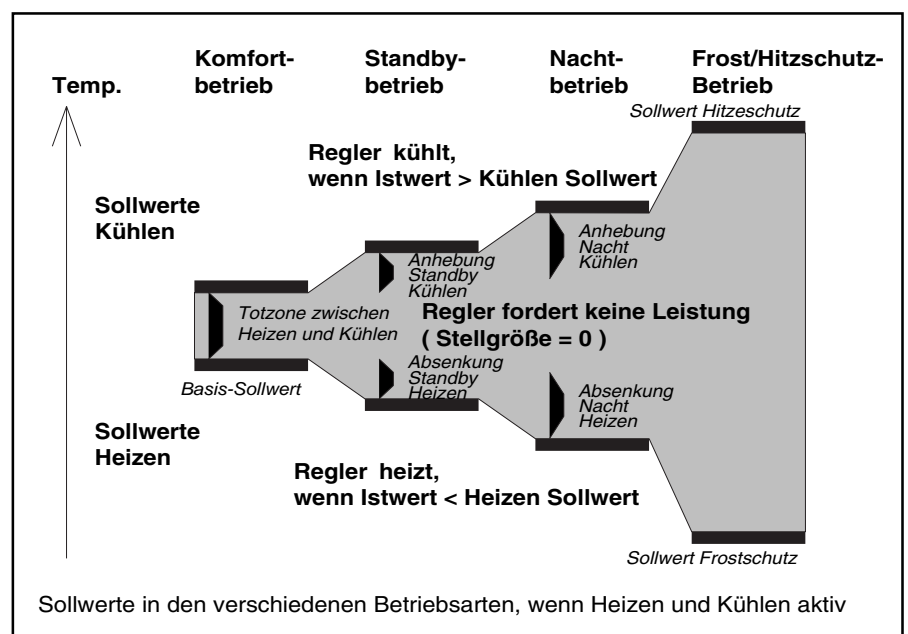 Komfort-
betrieb
Standby-
betrieb
Nacht-
betrieb
Frost/Hitzschutz-
Betrieb
Temp.
Sollwert Hitzeschutz
Regler kühlt,
wenn Istwert > Kühlen Sollwert
Sollwerte
Kühlen
Anhebung
Nacht
Kühlen
Anhebung
Standby
Kühlen
Totzone zwischen
Heizen und Kühlen
Regler fordert keine Leistung
( Stellgröße = 0 )
Absenkung
Standby
Heizen
Basis-Sollwert
Absenkung
Nacht
Heizen
Sollwerte
Heizen
Regler heizt,
wenn Istwert < Heizen Sollwert
Sollwert Frostschutz
Sollwerte in den verschiedenen Betriebsarten, wenn Heizen und Kühlen aktiv